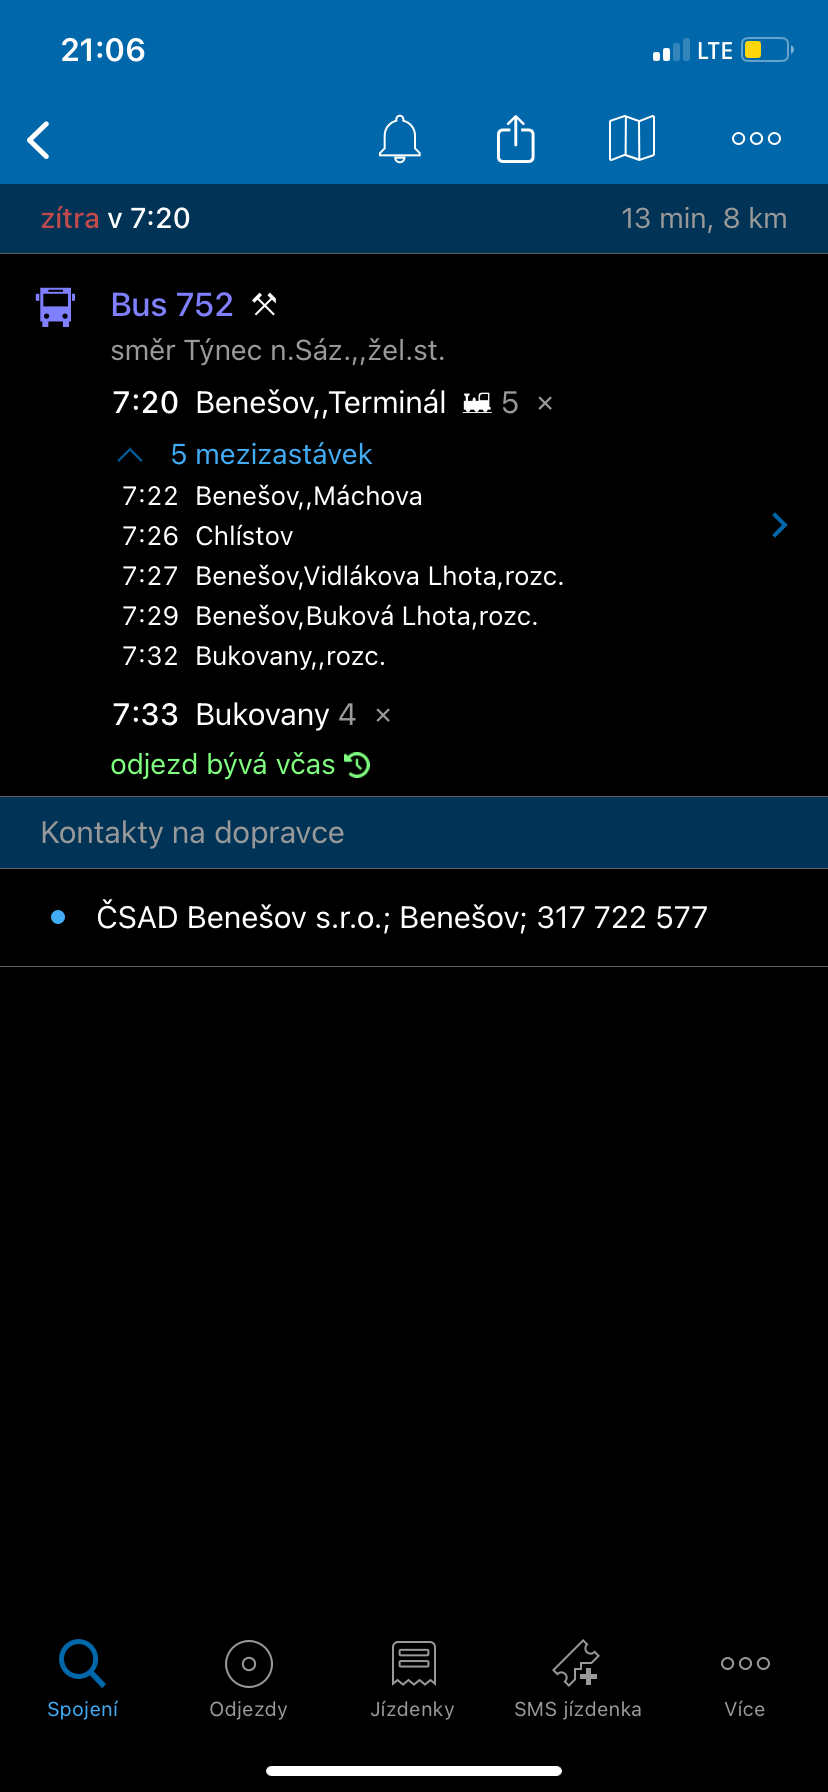 21:06
LTE
zítra v 7:20
13 min, 8 km
Bus 752 ⚒
směr Týnec n.Sáz.,,žel.st.
7:20 Benešov,,Terminál 5 ×
5 mezizastávek
7:22 Benešov,,Máchova
7:26 Chlístov
7:27 Benešov,Vidlákova Lhota,rozc.
7:29 Benešov,Buková Lhota,rozc.
7:32 Bukovany,,rozc.
7:33 Bukovany 4 ×
odjezd bývá včas
Kontakty na dopravce
• ČSAD Benešov s.r.o.; Benešov; 317 722 577
Spojení
Odjezdy
Jízdenky
SMS jízdenka
Více